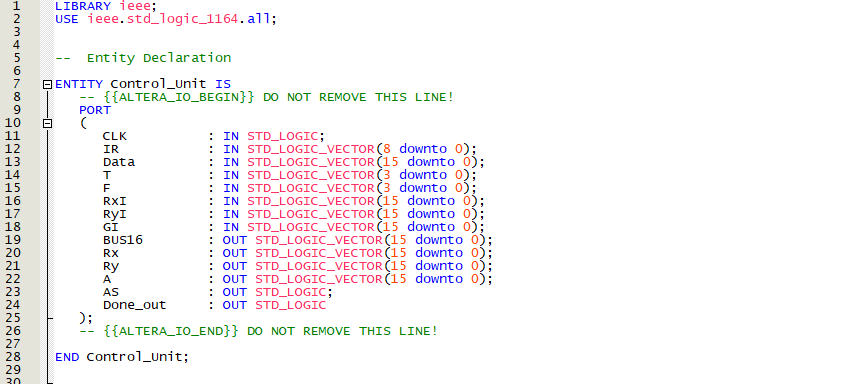 1 LIBRARY ieee;
2 USE ieee.std_logic_1164.all;
3
4
5 --  Entity Declaration
6
7 ENTITY Control_Unit IS
8    -- {{ALTERA_IO_BEGIN}} DO NOT REMOVE THIS LINE!
9    PORT
10    (
11       CLK          : IN STD_LOGIC;
12       IR           : IN STD_LOGIC_VECTOR(8 downto 0);
13       Data         : IN STD_LOGIC_VECTOR(15 downto 0);
14       T            : IN STD_LOGIC_VECTOR(3 downto 0);
15       F            : IN STD_LOGIC_VECTOR(3 downto 0);
16       RxI          : IN STD_LOGIC_VECTOR(15 downto 0);
17       RyI          : IN STD_LOGIC_VECTOR(15 downto 0);
18       GI           : IN STD_LOGIC_VECTOR(15 downto 0);
19       BUS16        : OUT STD_LOGIC_VECTOR(15 downto 0);
20       Rx           : OUT STD_LOGIC_VECTOR(15 downto 0);
21       Ry           : OUT STD_LOGIC_VECTOR(15 downto 0);
22       A            : OUT STD_LOGIC_VECTOR(15 downto 0);
23       AS           : OUT STD_LOGIC;
24       Done_out     : OUT STD_LOGIC
25    );
26    -- {{ALTERA_IO_END}} DO NOT REMOVE THIS LINE!
27
28 END Control_Unit;
29
30